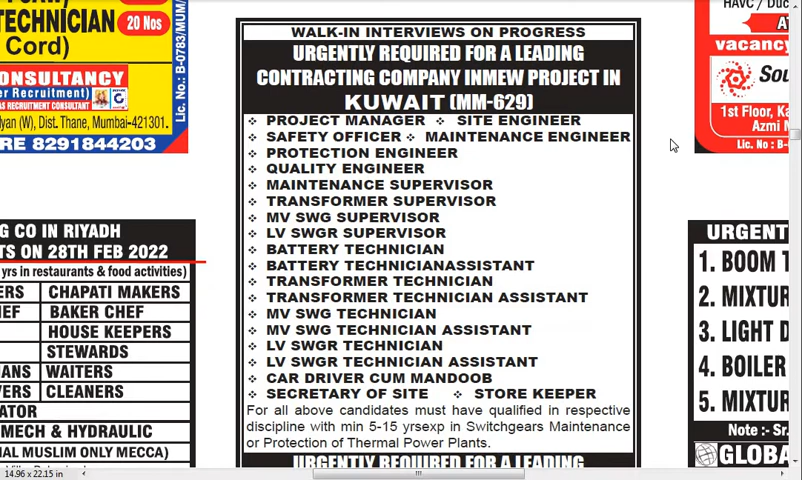 TECHNICIAN
20 Nos
Cord)
CONSULTANCY
er Recruitment)
AS RECRUITMENT CONSULTANT
lyan (W), Dist. Thane, Mumbai-421301.
RE 8291844203
Lic. No.: B-0783/MUM
G CO IN RIYADH
TS ON 28TH FEB 2022
yrs in restaurants & food activities)
ERS CHAPATI MAKERS
HEF BAKER CHEF
HOUSE KEEPERS
STEWARDS
IANS WAITERS
VERS CLEANERS
ATOR
MECH & HYDRAULIC
NAL MUSLIM ONLY MECCA)
14.96 x 22.15 in
WALK-IN INTERVIEWS ON PROGRESS
URGENTLY REQUIRED FOR A LEADING
CONTRACTING COMPANY INMEW PROJECT IN
KUWAIT (MM-629)
❖ PROJECT MANAGER ❖ SITE ENGINEER
❖ SAFETY OFFICER ❖ MAINTENANCE ENGINEER
❖ PROTECTION ENGINEER
❖ QUALITY ENGINEER
❖ MAINTENANCE SUPERVISOR
❖ TRANSFORMER SUPERVISOR
❖ MV SWG SUPERVISOR
❖ LV SWGR SUPERVISOR
❖ BATTERY TECHNICIAN
❖ BATTERY TECHNICIANASSISTANT
❖ TRANSFORMER TECHNICIAN
❖ TRANSFORMER TECHNICIAN ASSISTANT
❖ MV SWG TECHNICIAN
❖ MV SWG TECHNICIAN ASSISTANT
❖ LV SWGR TECHNICIAN
❖ LV SWGR TECHNICIAN ASSISTANT
❖ CAR DRIVER CUM MANDOOB
❖ SECRETARY OF SITE ❖ STORE KEEPER
For all above candidates must have qualified in respective
discipline with min 5-15 yrsexp in Switchgears Maintenance
or Protection of Thermal Power Plants.
URGENTLY REQUIRED FOR A LEADING
HAVC / Duc
vacancy
Sou
1st Floor, Ka
Azmi N
Lic. No : B-
URGENT
1. BOOM T
2. MIXTUR
3. LIGHT D
4. BOILER
5. MIXTUR
Note :- Sr.
GLOBA